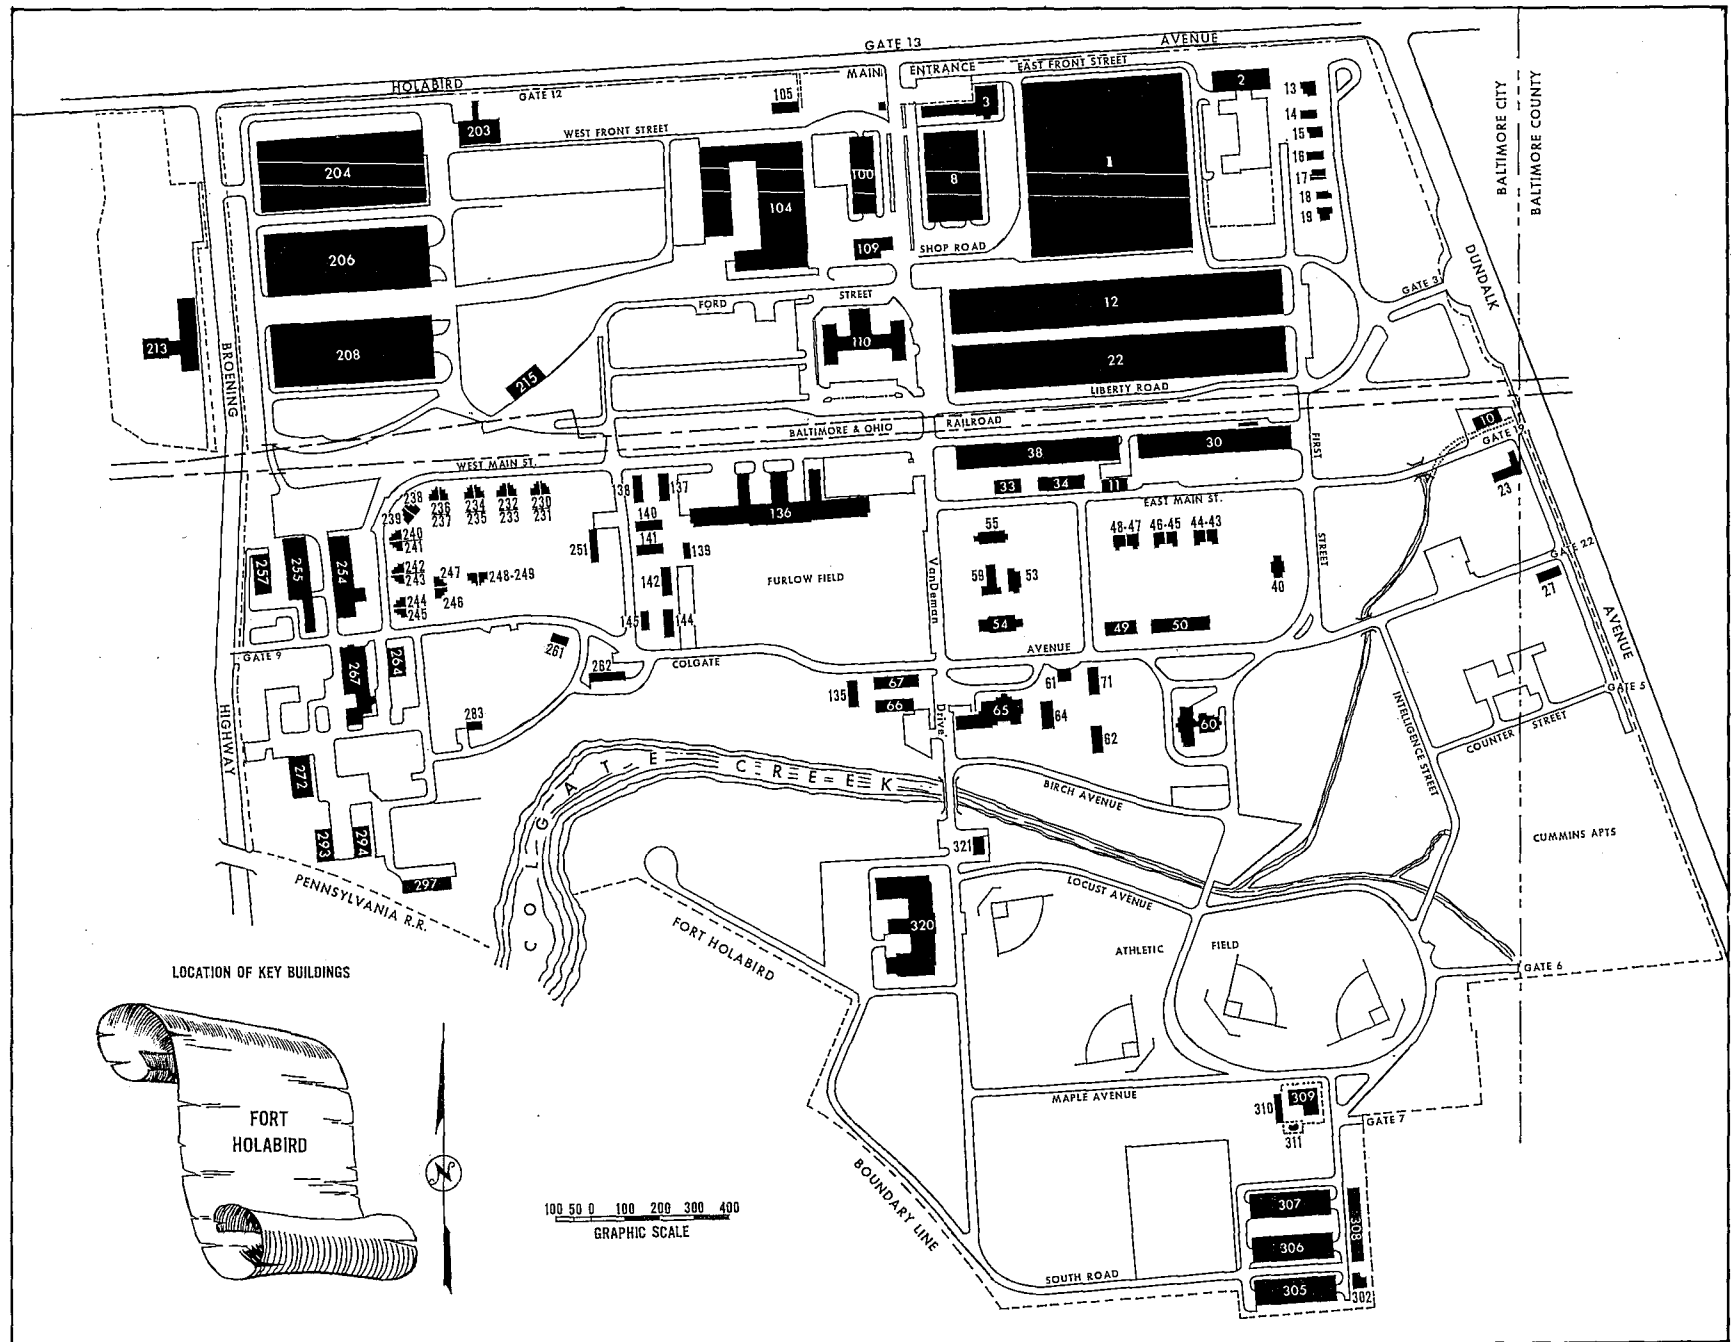 GATE 13
AVENUE
HOLABIRD
GATE 12
MAIN ENTRANCE
EAST FRONT STREET
105
3
2
13
14
15
16
17
18
19
203
WEST FRONT STREET
204
100
104
8
1
BALTIMORE CITY
BALTIMORE COUNTY
109
SHOP ROAD
206
DUNDALK
GATE 3
FORD
STREET
12
213
208
110
22
BROENING
215
LIBERTY ROAD
BALTIMORE & OHIO
RAILROAD
10
GATE 19
WEST MAIN ST.
38
30
FIRST
33
34
11
23
EAST MAIN ST.
238
239
236
237
234
235
232
233
230
231
138
137
140
141
136
139
251
240
241
242
243
244
245
247
246
248-249
142
145
144
FURLOW FIELD
55
48-47
46-45
44-43
STREET
GATE 22
257
255
254
VanDeman
59
53
40
27
54
49
50
AVENUE
AVENUE
GATE 9
267
264
261
262
COLGATE
135
67
66
61
71
65
64
62
60
Drive
GATE 5
INTELLIGENCE STREET
COUNTER STREET
283
HIGHWAY
272
293
294
297
COLGATE CREEK
BIRCH AVENUE
CUMMINS APTS
321
PENNSYLVANIA R.R.
LOCUST AVENUE
FORT HOLABIRD
320
ATHLETIC FIELD
GATE 6
LOCATION OF KEY BUILDINGS
FORT
HOLABIRD
N
MAPLE AVENUE
310
309
311
GATE 7
BOUNDARY LINE
100 50 0 100 200 300 400
GRAPHIC SCALE
307
308
306
SOUTH ROAD
305
302